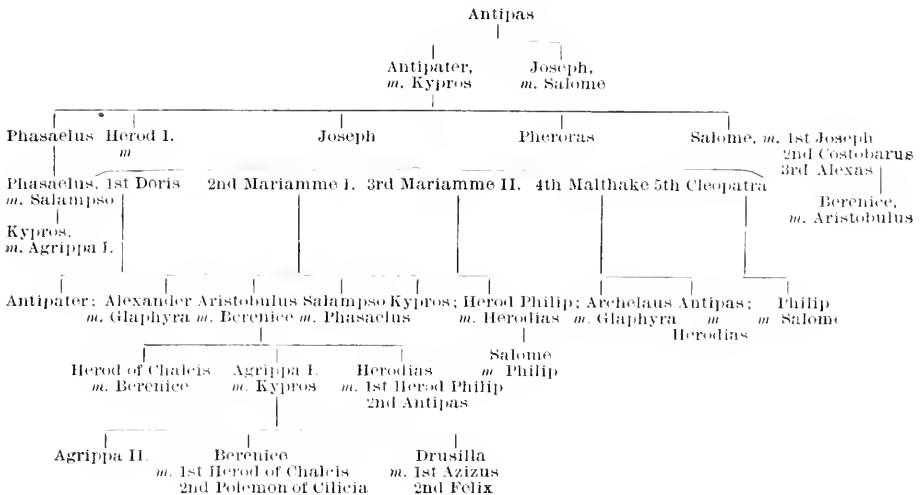 Antipas
Antipater, Joseph,
m. Kypros m. Salome
Phasaelus Herod I. Joseph Pheroras Salome, m. 1st Joseph
m 2nd Costobarus
3rd Alexas
Phasaelus, 1st Doris 2nd Mariamme I. 3rd Mariamme II. 4th Malthake 5th Cleopatra
m. Salampso Berenice,
m. Aristobulus
Kypros,
m. Agrippa I.
Antipater; Alexander Aristobulus Salampso Kypros; Herod Philip; Archelaus Antipas; Philip
m. Glaphyra m. Berenice m. Phasaelus m. Herodias m. Glaphyra m m Salome
Herodias
Salome
m Philip
Herod of Chalcis Agrippa I. Herodias
m. Berenice m. Kypros m. 1st Herod Philip
2nd Antipas
Agrippa II. Berenice Drusilla
m. 1st Herod of Chalcis m. 1st Azizus
2nd Polemon of Cilicia 2nd Felix